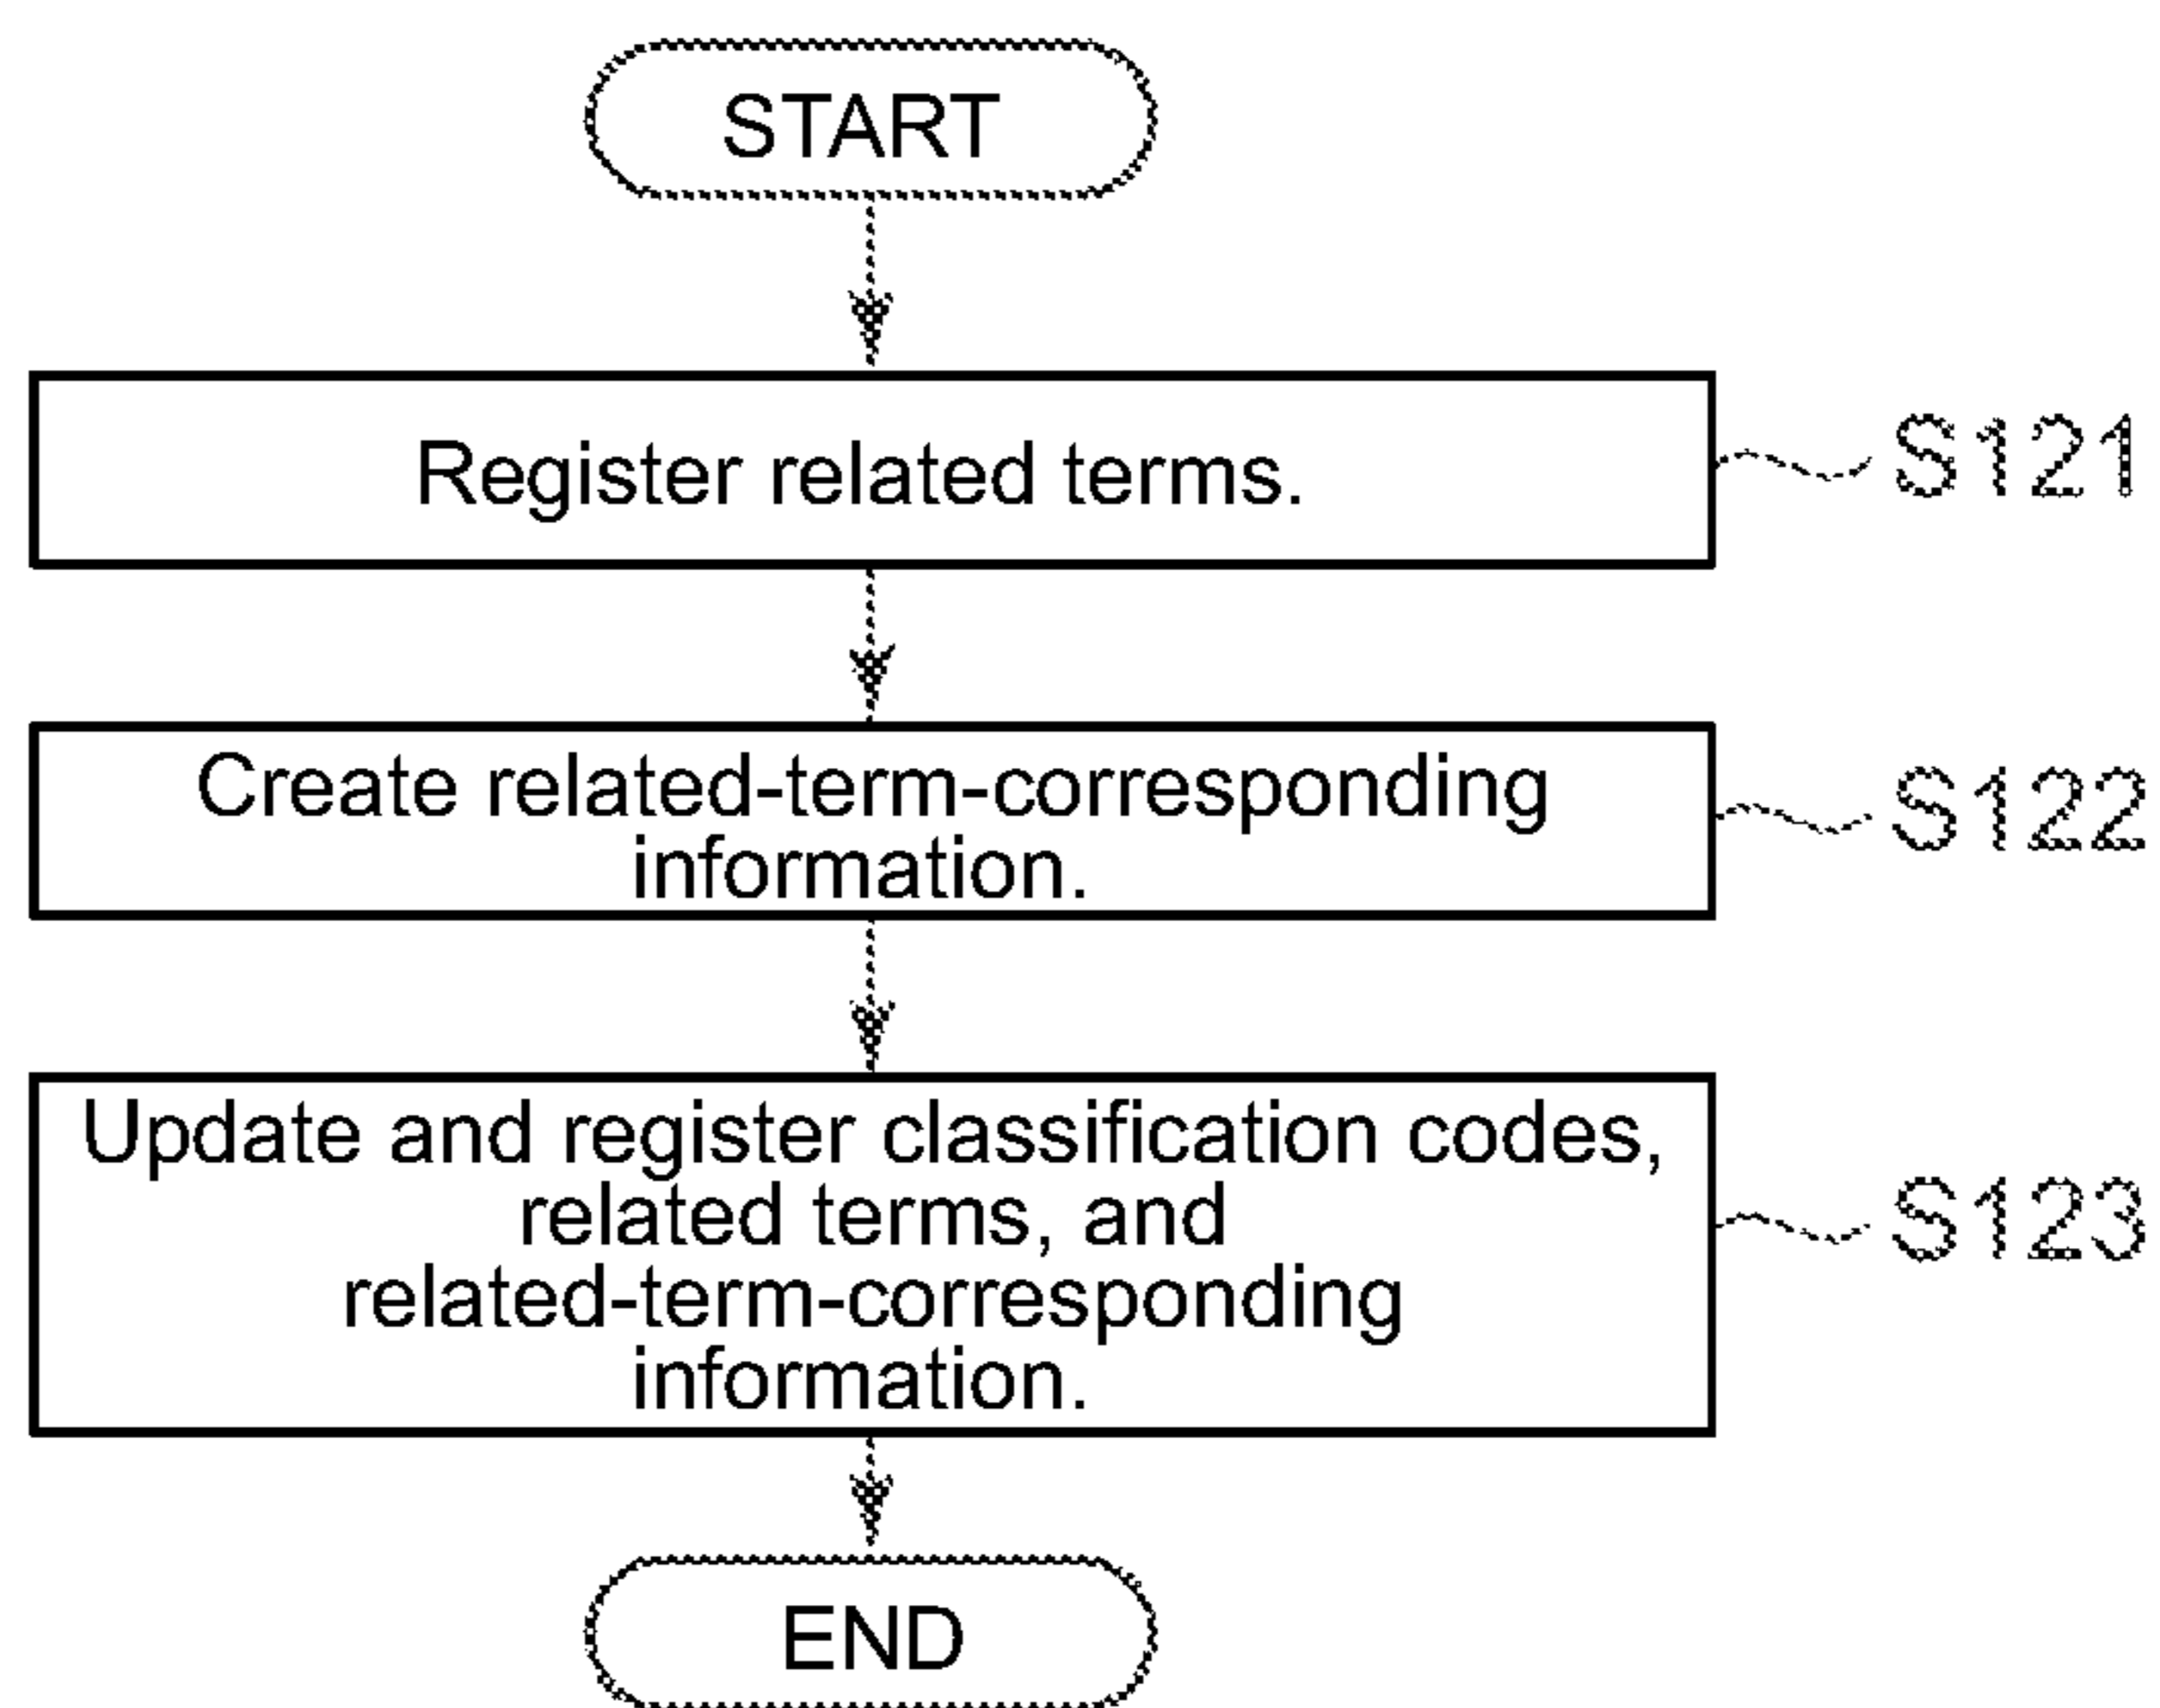 START
Register related terms.
S121
Create related-term-corresponding
information.
S122
Update and register classification codes,
related terms, and
related-term-corresponding
information.
S123
END